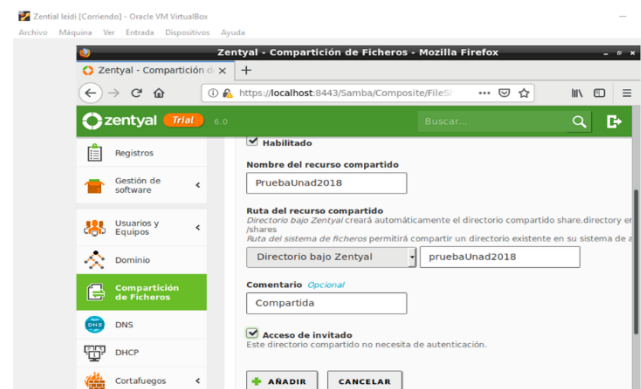 Zential leidi [Corriendo] - Oracle VM VirtualBox
Archivo Máquina Ver Entrada Dispositivos Ayuda
Zentyal - Compartición de Ficheros - Mozilla Firefox
Zentyal - Compartición d
https://localhost:8443/Samba/Composite/FileS
zentyal Trial 6.0
Buscar...
Registros
Gestión de software
Usuarios y Equipos
Dominio
Compartición de Ficheros
DNS
DHCP
Cortafuegos
Habilitado
Nombre del recurso compartido
PruebaUnad2018
Ruta del recurso compartido
Directorio bajo Zentyal creará automáticamente el directorio compartido share.directory en
/shares
Ruta del sistema de ficheros permitirá compartir un directorio existente en su sistema de
Directorio bajo Zentyal
pruebaUnad2018
Comentario Opcional
Compartida
Acceso de invitado
Este directorio compartido no necesita de autenticación.
AÑADIR
CANCELAR